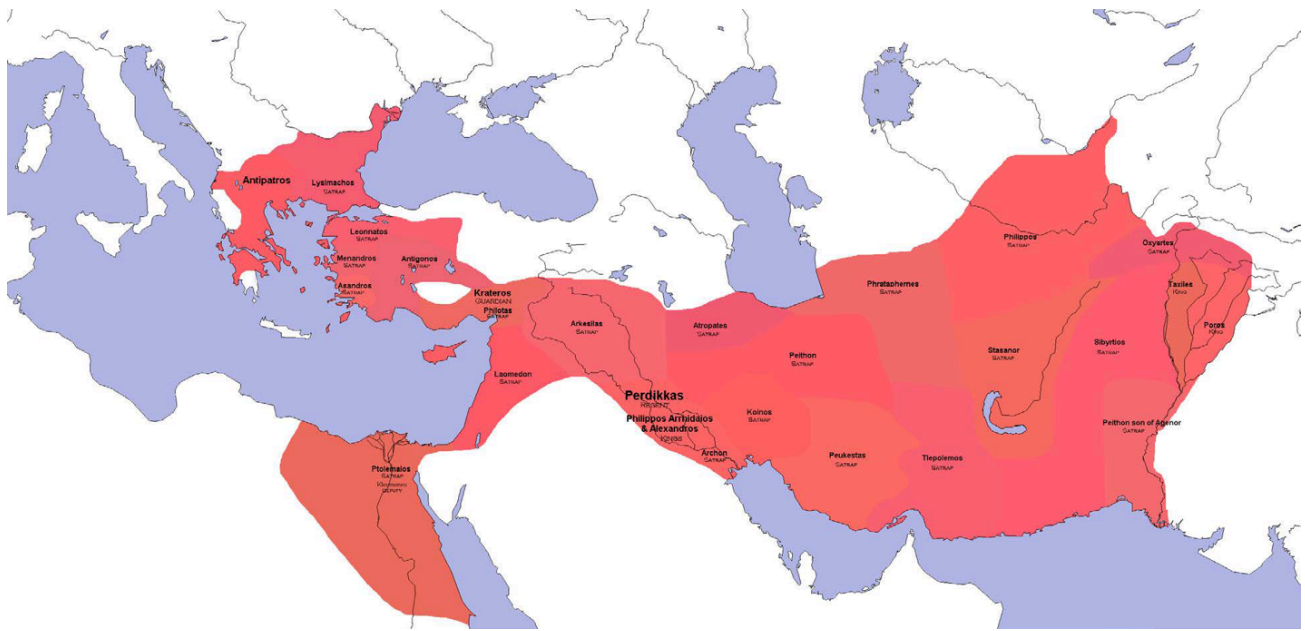 Antipatros
Lysimachos
SATRAP
Leonnatos
SATRAP
Menandros
SATRAP
Antigonos
SATRAP
Asandros
SATRAP
Krateros
GUARDIAN
Philotas
SATRAP
Laomedon
SATRAP
Ptolemaios
SATRAP
Kleomenes
DEPUTY
Arkesilas
SATRAP
Atropates
SATRAP
Perdikkas
REGENT
Philippos Arrhidaios
& Alexandros
KINGS
Archon
SATRAP
Koinos
SATRAP
Peithon
SATRAP
Peukestas
SATRAP
Phrataphernes
SATRAP
Tlepolemos
SATRAP
Philippos
SATRAP
Stasanor
SATRAP
Sibyrtios
SATRAP
Oxyartes
SATRAP
Taxiles
KING
Poros
KING
Peithon son of Agenor
SATRAP